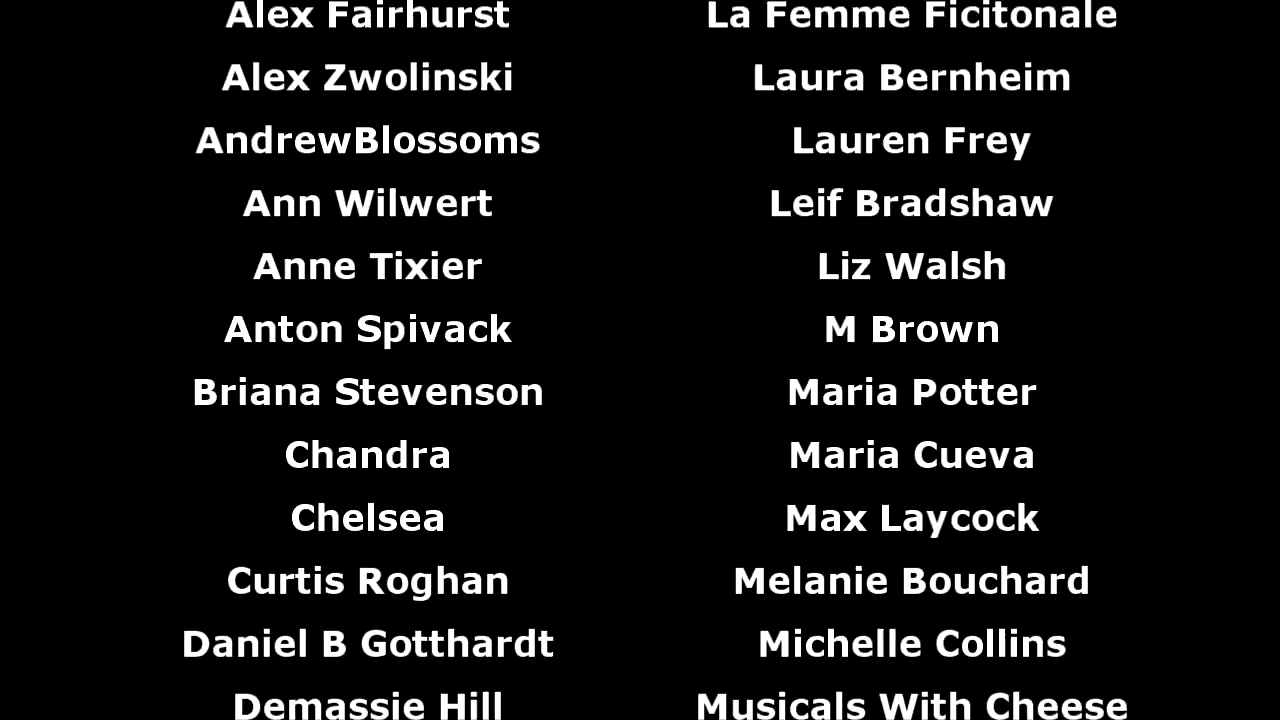 Alex Fairhurst
Alex Zwolinski
AndrewBlossoms
Ann Wilwert
Anne Tixier
Anton Spivack
Briana Stevenson
Chandra
Chelsea
Curtis Roghan
Daniel B Gotthardt
Demassie Hill
La Femme Ficitonale
Laura Bernheim
Lauren Frey
Leif Bradshaw
Liz Walsh
M Brown
Maria Potter
Maria Cueva
Max Laycock
Melanie Bouchard
Michelle Collins
Musicals With Cheese